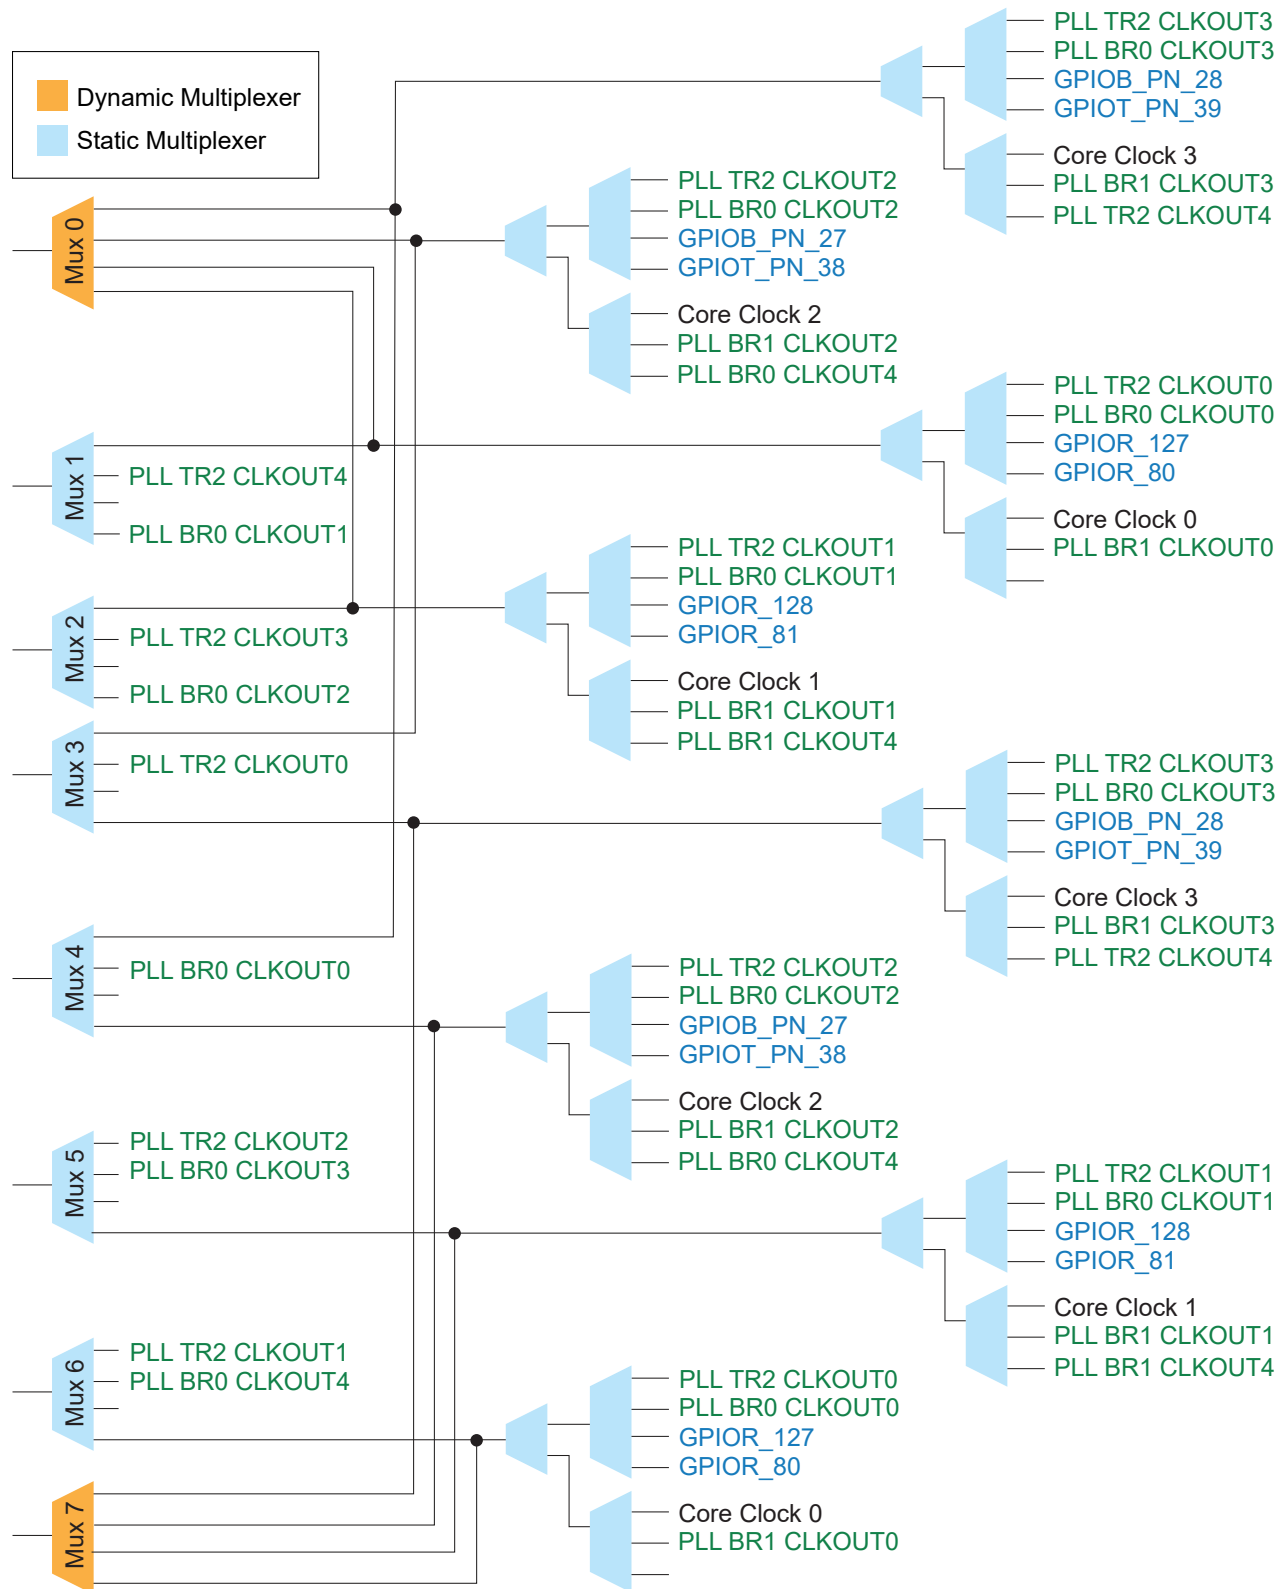 Dynamic Multiplexer
Static Multiplexer
PLL TR2 CLKOUT3
PLL BR0 CLKOUT3
GPIOB_PN_28
GPIOT_PN_39
Core Clock 3
PLL BR1 CLKOUT3
PLL TR2 CLKOUT4
Mux 0
PLL TR2 CLKOUT2
PLL BR0 CLKOUT2
GPIOB_PN_27
GPIOT_PN_38
Core Clock 2
PLL BR1 CLKOUT2
PLL BR0 CLKOUT4
Mux 1
PLL TR2 CLKOUT4
PLL BR0 CLKOUT1
PLL TR2 CLKOUT0
PLL BR0 CLKOUT0
GPIOR_127
GPIOR_80
Core Clock 0
PLL BR1 CLKOUT0
Mux 2
PLL TR2 CLKOUT3
PLL BR0 CLKOUT2
PLL TR2 CLKOUT1
PLL BR0 CLKOUT1
GPIOR_128
GPIOR_81
Core Clock 1
PLL BR1 CLKOUT1
PLL BR1 CLKOUT4
Mux 3
PLL TR2 CLKOUT0
PLL TR2 CLKOUT3
PLL BR0 CLKOUT3
GPIOB_PN_28
GPIOT_PN_39
Core Clock 3
PLL BR1 CLKOUT3
PLL TR2 CLKOUT4
Mux 4
PLL BR0 CLKOUT0
PLL TR2 CLKOUT2
PLL BR0 CLKOUT2
GPIOB_PN_27
GPIOT_PN_38
Core Clock 2
PLL BR1 CLKOUT2
PLL BR0 CLKOUT4
Mux 5
PLL TR2 CLKOUT2
PLL BR0 CLKOUT3
PLL TR2 CLKOUT1
PLL BR0 CLKOUT1
GPIOR_128
GPIOR_81
Core Clock 1
PLL BR1 CLKOUT1
PLL BR1 CLKOUT4
Mux 6
PLL TR2 CLKOUT1
PLL BR0 CLKOUT4
PLL TR2 CLKOUT0
PLL BR0 CLKOUT0
GPIOR_127
GPIOR_80
Core Clock 0
PLL BR1 CLKOUT0
Mux 7